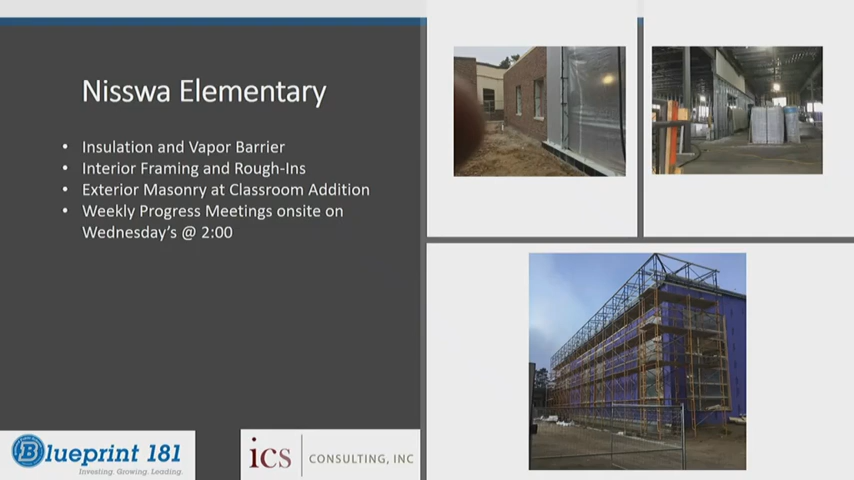 Nisswa Elementary
• Insulation and Vapor Barrier
• Interior Framing and Rough-Ins
• Exterior Masonry at Classroom Addition
• Weekly Progress Meetings onsite on
Wednesday's @ 2:00
Blueprint 181
Investing. Growing. Leading.
ics
CONSULTING, INC